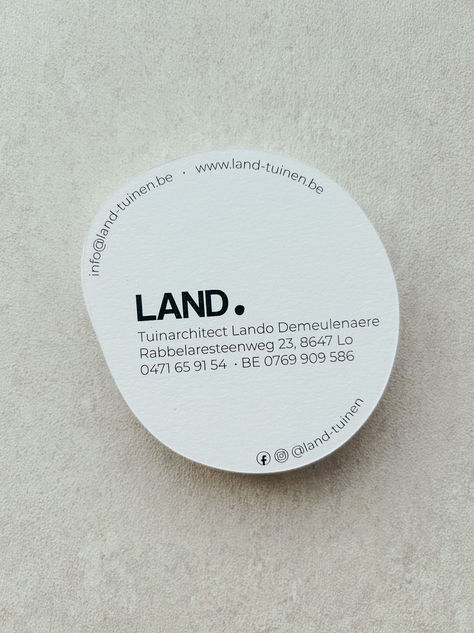 info@land-tuinen.be · www.land-tuinen.be
LAND.
Tuinarchitect Lando Demeulenaere
Rabbelaresteenweg 23, 8647 Lo
0471 65 91 54 · BE 0769 909 586
@land-tuinen